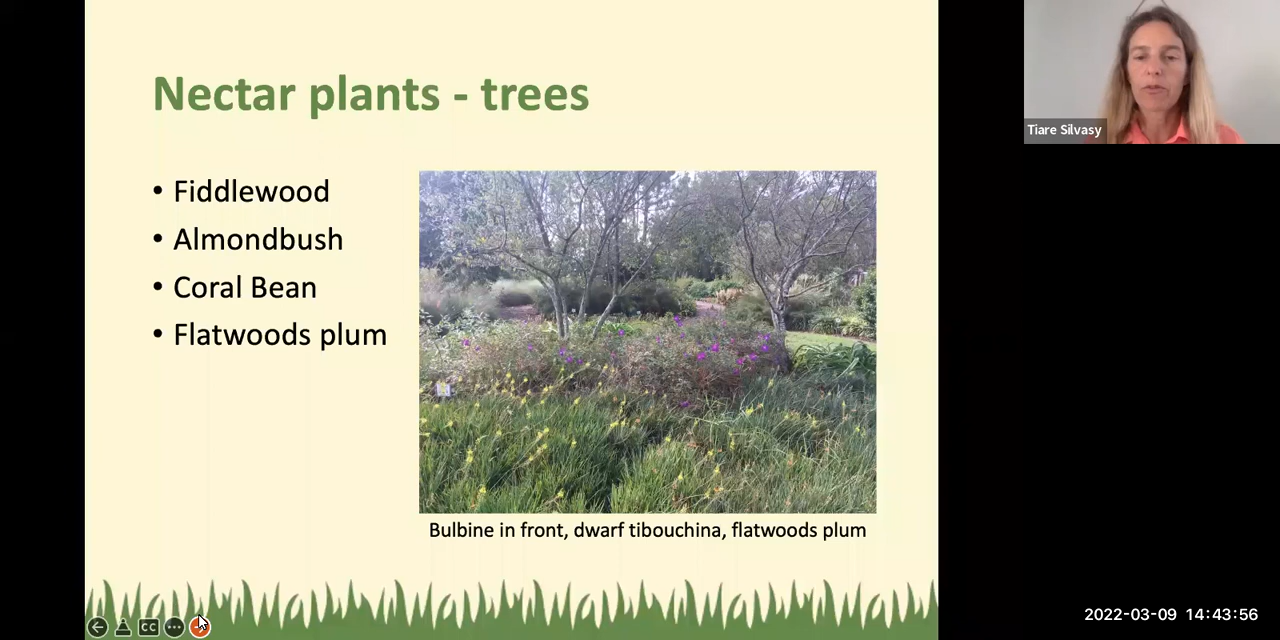 Nectar plants - trees
• Fiddlewood
• Almondbush
• Coral Bean
• Flatwoods plum
Bulbine in front, dwarf tibouchina, flatwoods plum
Tiare Silvasy
CC
2022-03-09 14:43:56